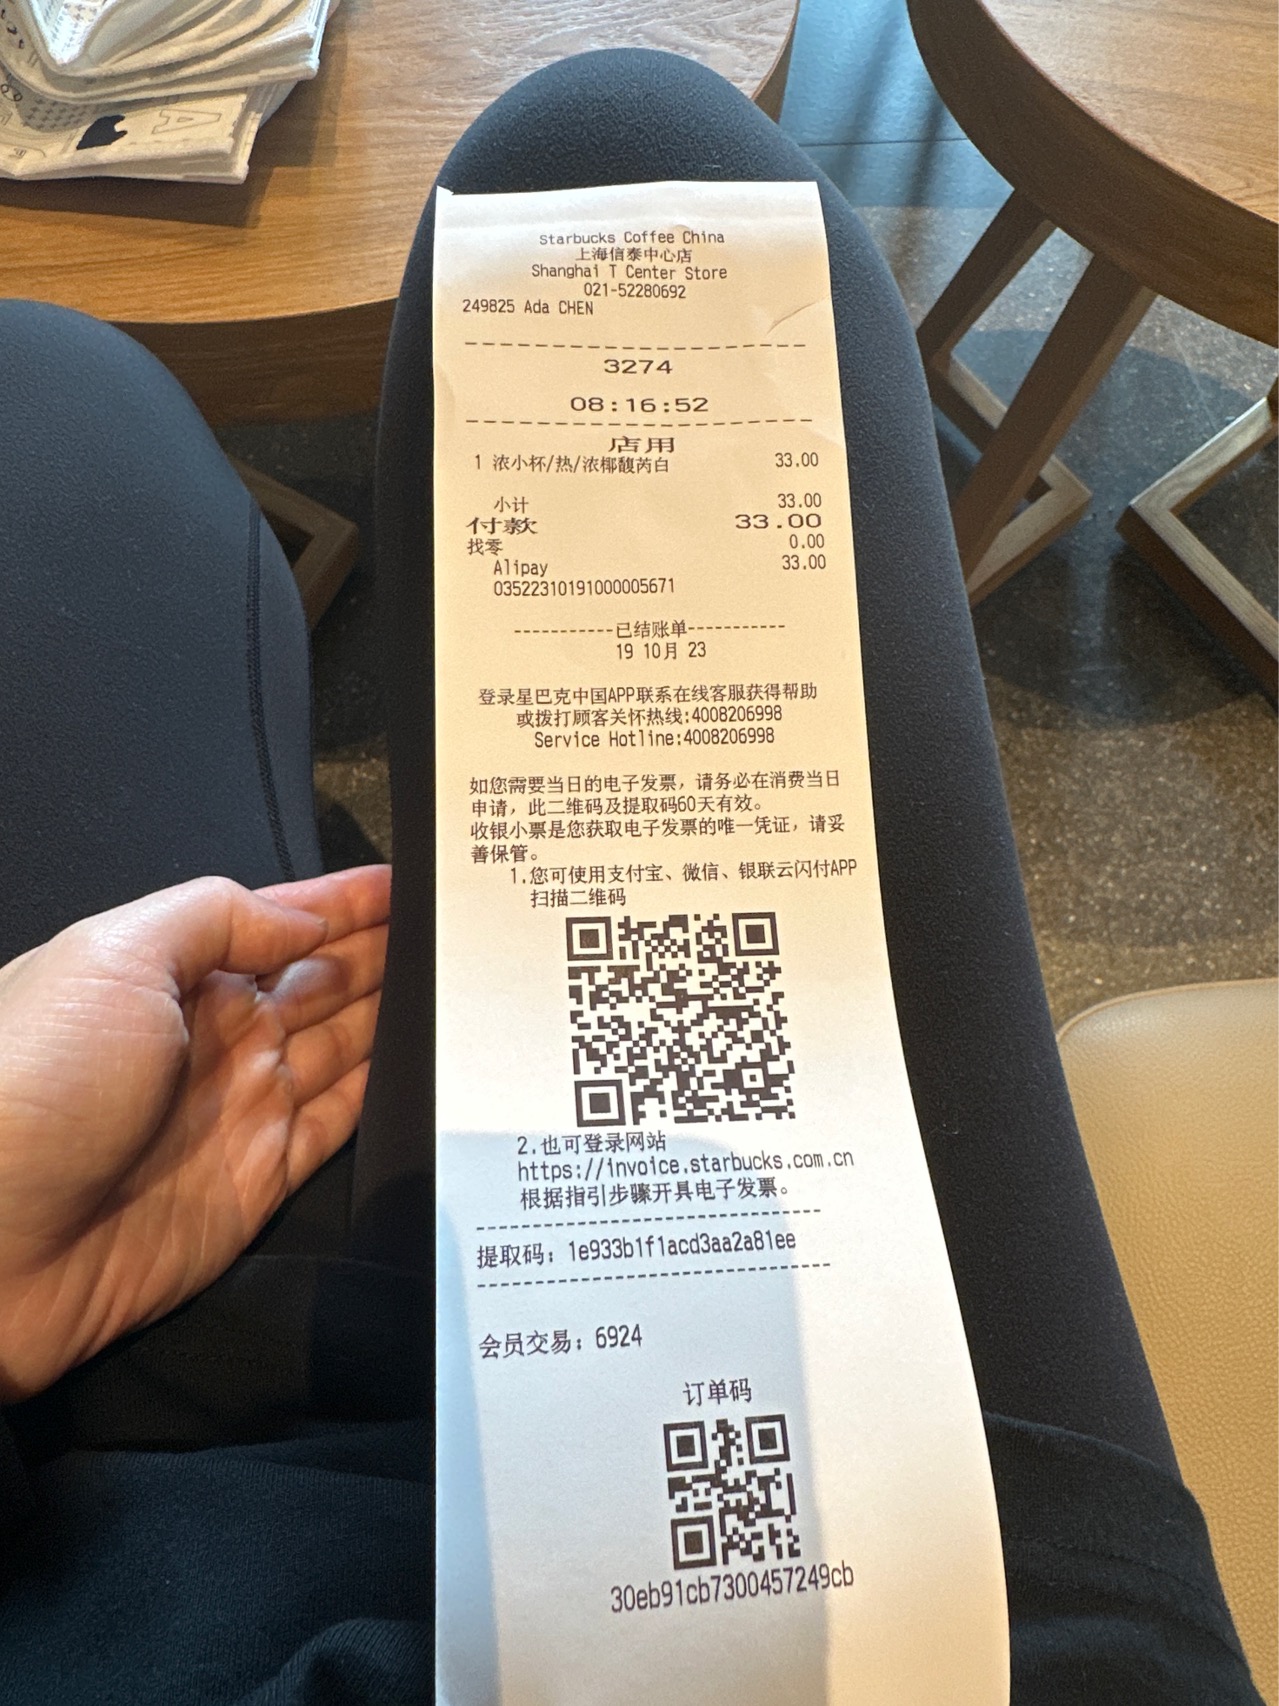 Starbucks Coffee China
上海信泰中心店
Shanghai T Center Store
021-52280692
249825 Ada CHEN
3274
08:16:52
店用
1 浓小杯/热/浓椰馥芮白 33.00
小计 33.00
付款 33.00
找零 0.00
Alipay 33.00
03522310191000005671
-----------已结账单-----------
19 10月 23
登录星巴克中国APP联系在线客服获得帮助
或拨打顾客关怀热线:4008206998
Service Hotline:4008206998
如您需要当日的电子发票，请务必在消费当日
申请，此二维码及提取码60天有效。
收银小票是您获取电子发票的唯一凭证，请妥
善保管。
1.您可使用支付宝、微信、银联云闪付APP
扫描二维码
2.也可登录网站
https://invoice.starbucks.com.cn
根据指引步骤开具电子发票。
提取码：1e933b1f1acd3aa2a81ee
会员交易：6924
订单码
30eb91cb7300457249cb